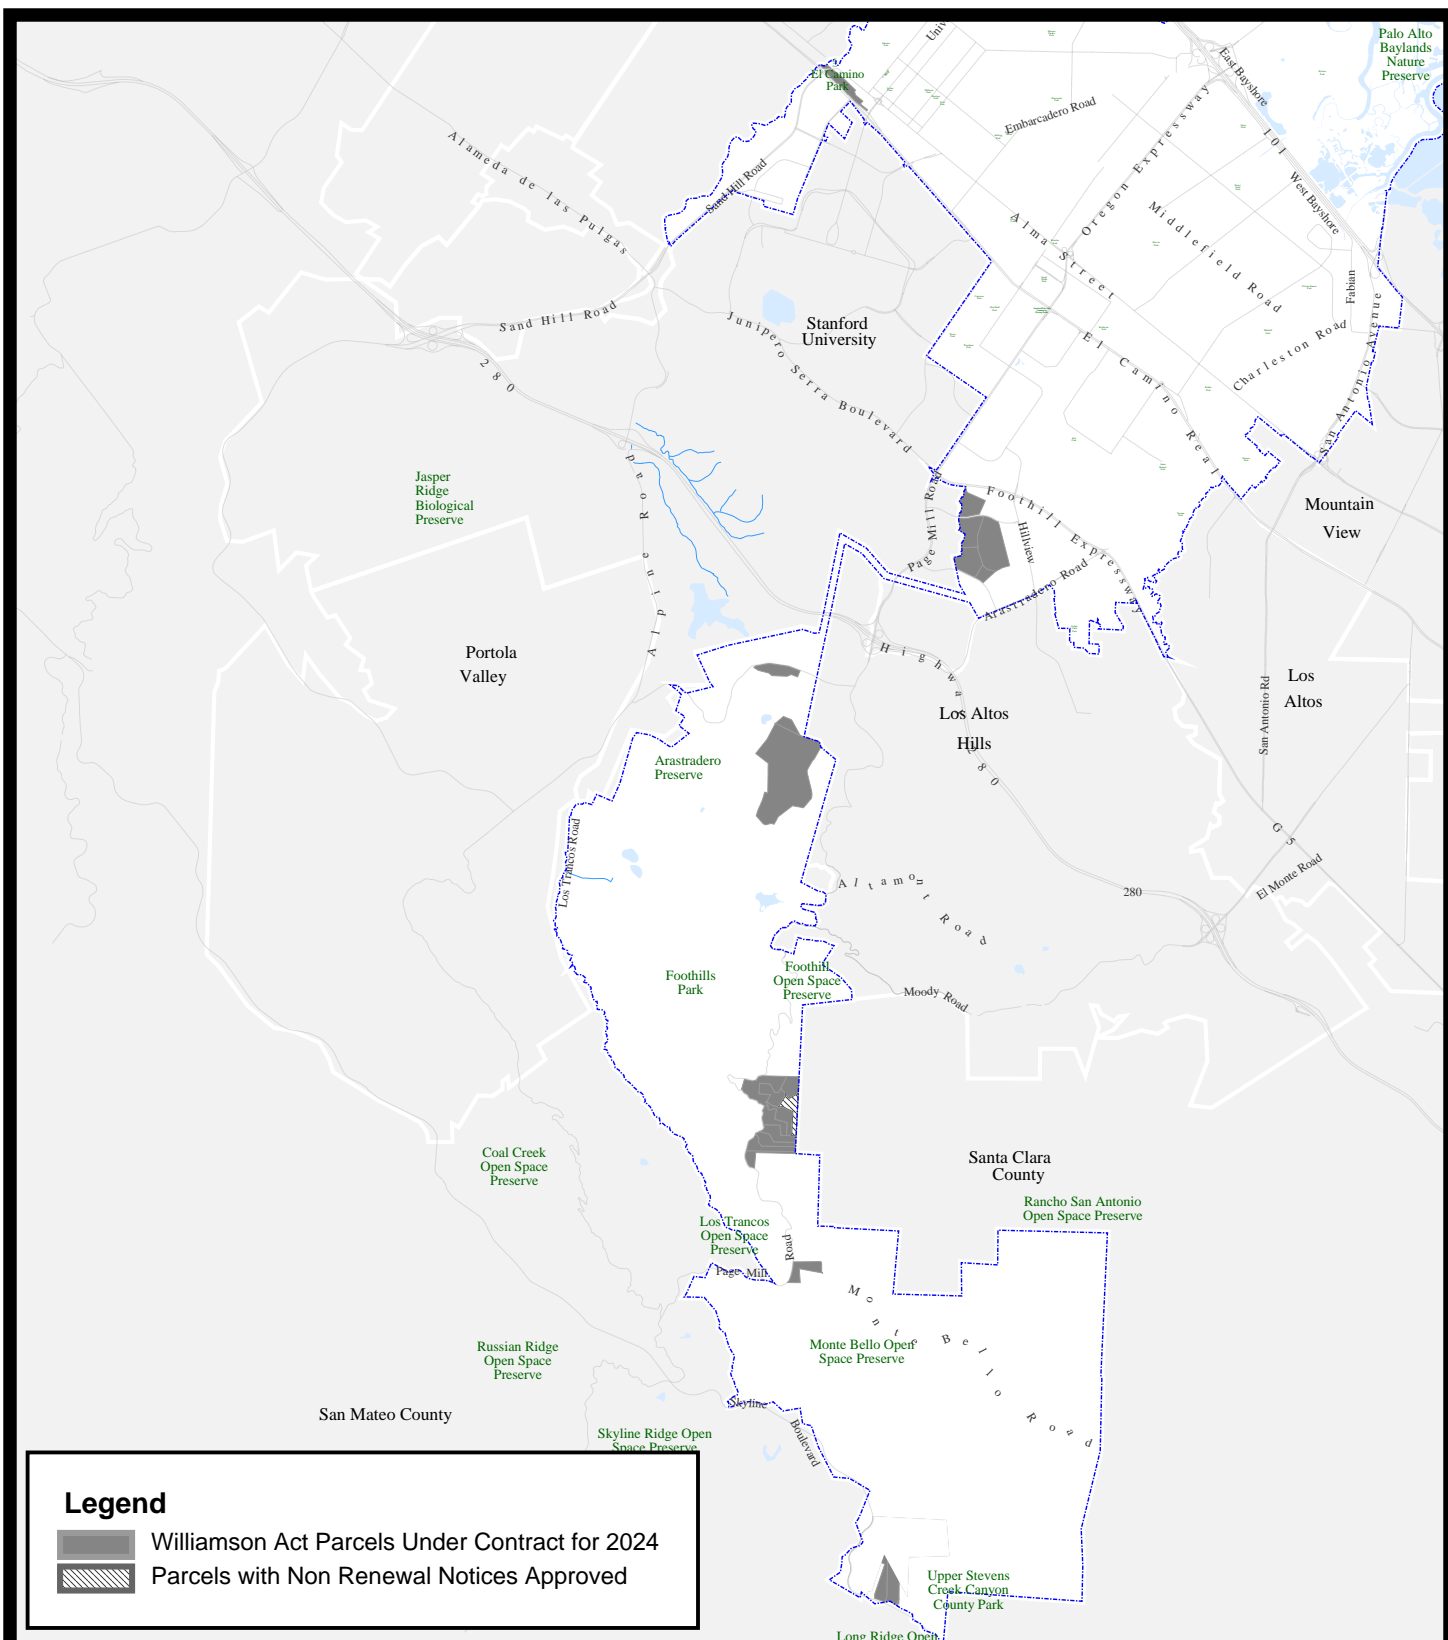 Palo Alto
Baylands
Nature
Preserve
Univ
East Bayshore
El Camino
Park
Embarcadero Road
Oregon Expressway
101
Alameda de las Pulgas
Sand Hill Road
West Bayshore
Middlefield Road
Alma Street
Fabian
Sand Hill Road
Stanford
University
Junipero Serra Boulevard
El Camino Real
Charleston Road
San Antonio Avenue
280
Jasper
Ridge
Biological
Preserve
Alpine Road
Page Mill Road
Foothill Expressway
Hillview
Arastradero Road
Mountain
View
Portola
Valley
Highway 280
Los Altos
Hills
Los
Altos
San Antonio Rd
Arastradero
Preserve
Los Trancos Road
G5
El Monte Road
Altamont Road
280
Foothills
Park
Foothill
Open Space
Preserve
Moody Road
Coal Creek
Open Space
Preserve
Santa Clara
County
Rancho San Antonio
Open Space Preserve
Los Trancos
Open Space
Preserve
Page Mill
Road
Monte Bello Road
Monte Bello Open
Space Preserve
Russian Ridge
Open Space
Preserve
San Mateo County
Skyline
Boulevard
Skyline Ridge Open
Space Preserve
Legend
Williamson Act Parcels Under Contract for 2024
Parcels with Non Renewal Notices Approved
Upper Stevens
Creek Canyon
County Park
Long Ridge Open